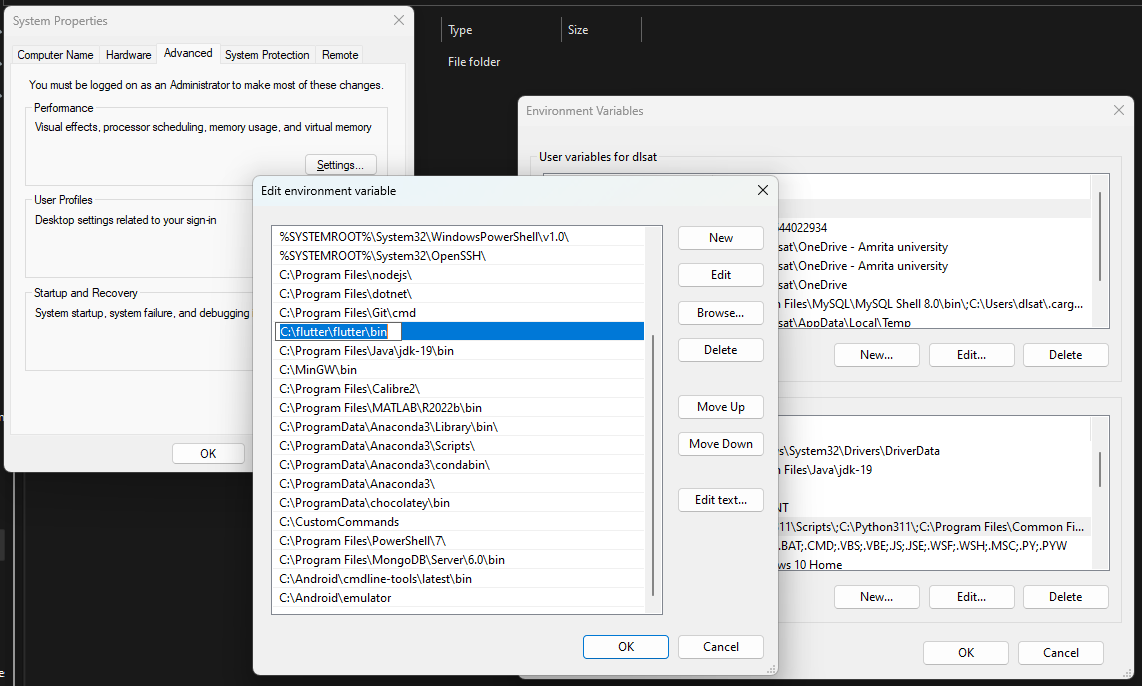 System Properties
Computer Name Hardware Advanced System Protection Remote
You must be logged on as an Administrator to make most of these changes.
Performance
Visual effects, processor scheduling, memory usage, and virtual memory
Settings...
User Profiles
Desktop settings related to your sign-in
Startup and Recovery
System startup, system failure, and debugging
OK
Type Size
File folder
Edit environment variable
%SYSTEMROOT%\System32\WindowsPowerShell\v1.0\
%SYSTEMROOT%\System32\OpenSSH\
C:\Program Files\nodejs\
C:\Program Files\dotnet\
C:\Program Files\Git\cmd
C:\flutter\flutter\bin
C:\Program Files\Java\jdk-19\bin
C:\MinGW\bin
C:\Program Files\Calibre2\
C:\Program Files\MATLAB\R2022b\bin
C:\ProgramData\Anaconda3\Library\bin\
C:\ProgramData\Anaconda3\Scripts\
C:\ProgramData\Anaconda3\condabin\
C:\ProgramData\Anaconda3\
C:\ProgramData\chocolatey\bin
C:\CustomCommands
C:\Program Files\PowerShell\7\
C:\Program Files\MongoDB\Server\6.0\bin
C:\Android\cmdline-tools\latest\bin
C:\Android\emulator
New
Edit
Browse...
Delete
Move Up
Move Down
Edit text...
OK Cancel
Environment Variables
User variables for dlsat
44022934
sat\OneDrive - Amrita university
sat\OneDrive - Amrita university
sat\OneDrive
Files\MySQL\MySQL Shell 8.0\bin\;C:\Users\dlsat\.carg...
sat\AppData\Local\Temp
New... Edit... Delete
s\System32\Drivers\DriverData
Files\Java\jdk-19
NT
11\Scripts\;C:\Python311\;C:\Program Files\Common Fi...
.BAT;.CMD;.VBS;.VBE;.JS;.JSE;.WSF;.WSH;.MSC;.PY;.PYW
ws 10 Home
New... Edit... Delete
OK Cancel